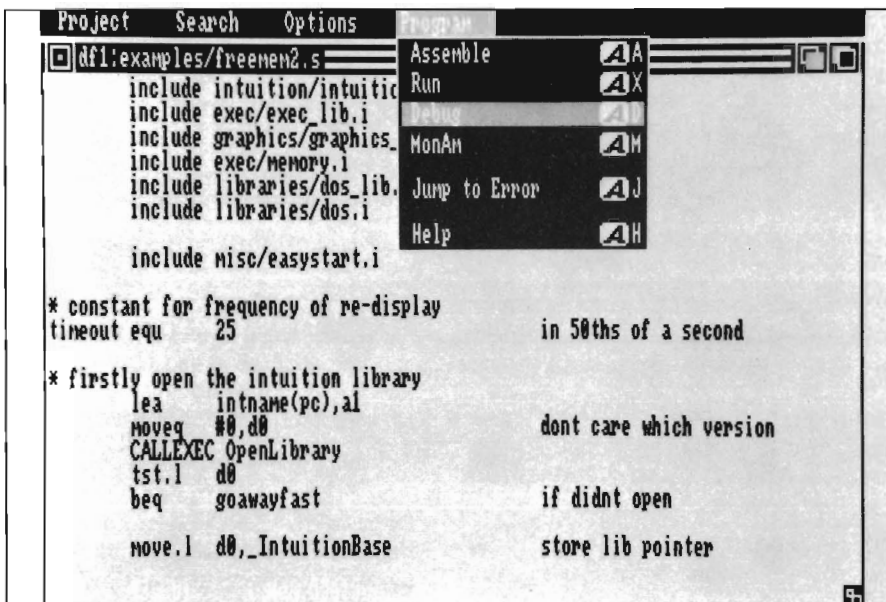 Project Search Options Program
df1:examples/freemem2.s
Assemble A A
Run A X
Debug A D
MonAm A M
Jump to Error A J
Help A H
include intuition/intuitio
include exec/exec_lib.i
include graphics/graphics_
include exec/memory.i
include libraries/dos_lib.
include libraries/dos.i
include misc/easystart.i
* constant for frequency of re-display
timeout equ 25 in 50ths of a second
* firstly open the intuition library
lea intname(pc),a1
moveq #0,d0 dont care which version
CALLEXEC OpenLibrary
tst.l d0
beq goawayfast if didnt open
move.l d0,_IntuitionBase store lib pointer